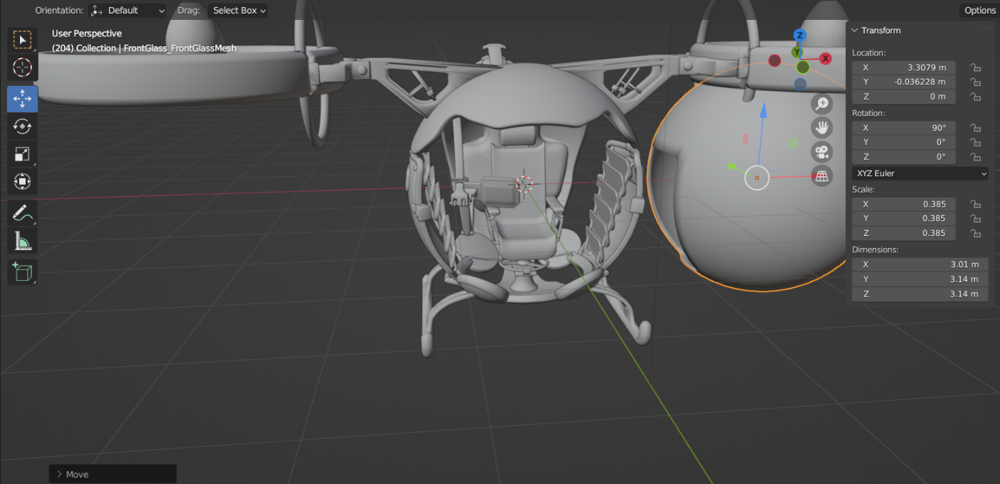 Orientation: Default Drag: Select Box Options
User Perspective
(204) Collection | FrontGlass_FrontGlassMesh
Z
Y
X
Transform
Location:
X 3.3079 m
Y -0.036228 m
Z 0 m
Rotation:
X 90°
Y 0°
Z 0°
XYZ Euler
Scale:
X 0.385
Y 0.385
Z 0.385
Dimensions:
X 3.01 m
Y 3.14 m
Z 3.14 m
Move